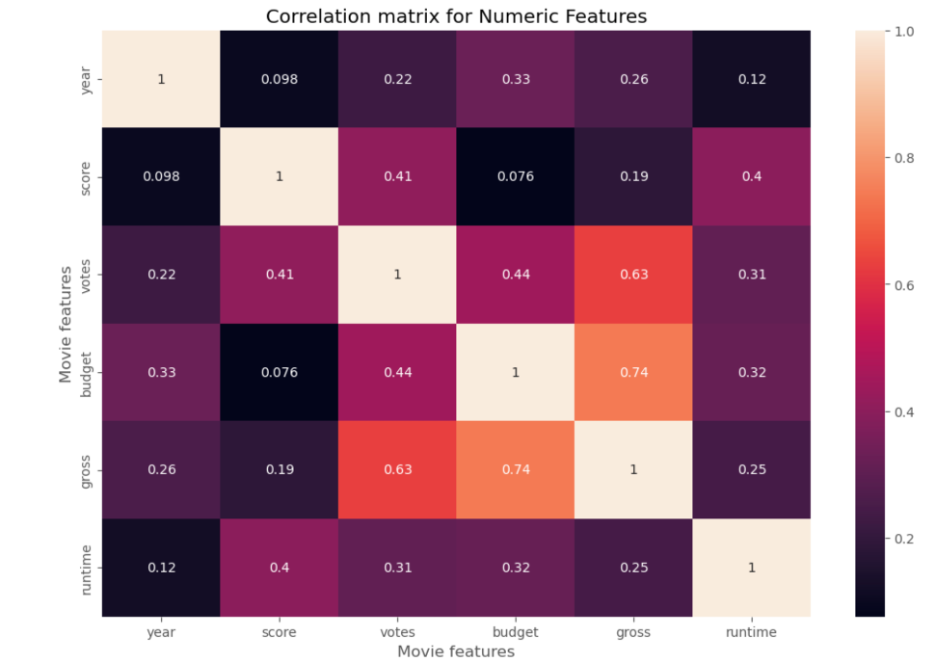 Correlation matrix for Numeric Features
year 1 0.098 0.22 0.33 0.26 0.12
score 0.098 1 0.41 0.076 0.19 0.4
votes 0.22 0.41 1 0.44 0.63 0.31
budget 0.33 0.076 0.44 1 0.74 0.32
gross 0.26 0.19 0.63 0.74 1 0.25
runtime 0.12 0.4 0.31 0.32 0.25 1
Movie features
year score votes budget gross runtime
Movie features
1.0
0.8
0.6
0.4
0.2